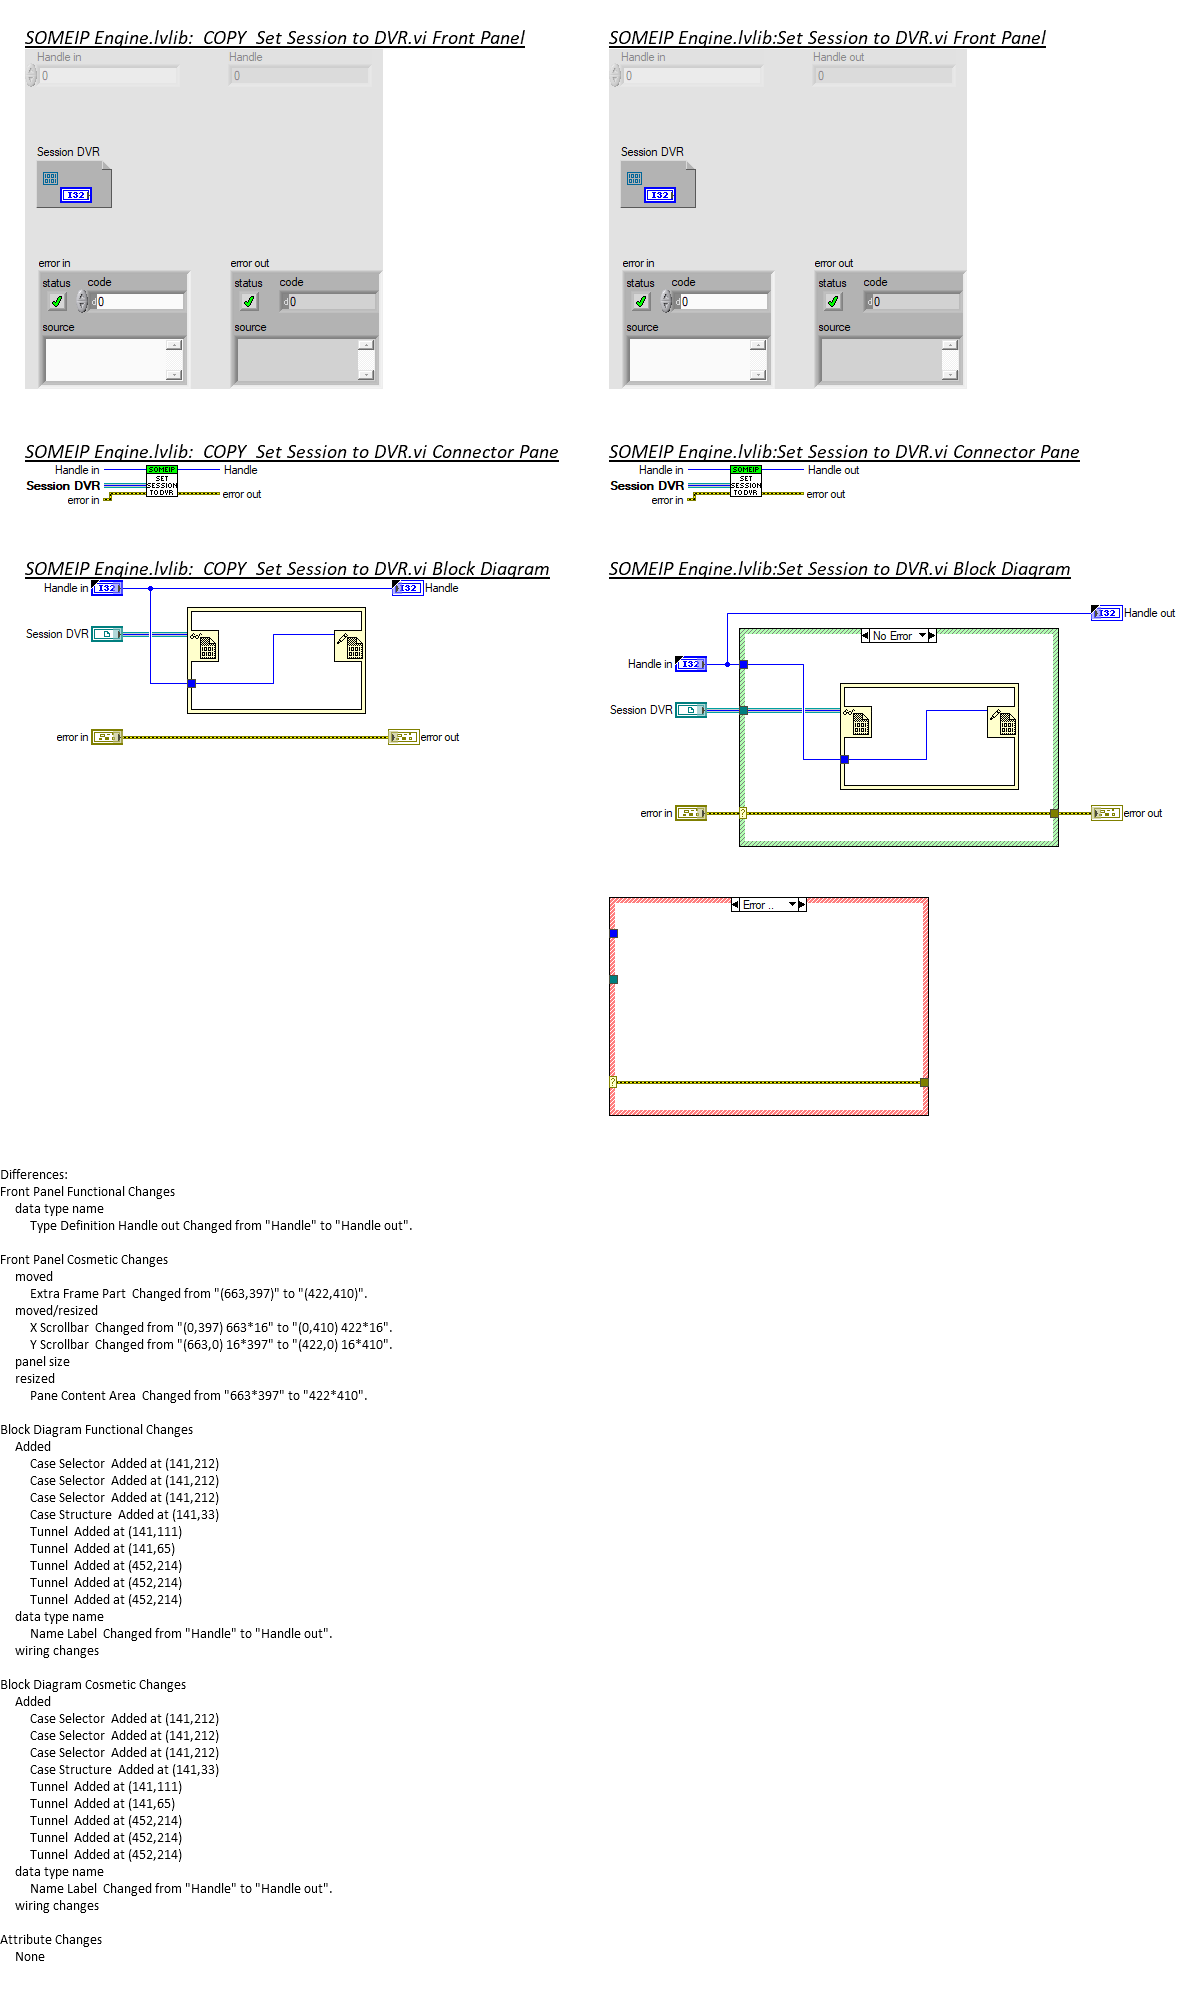 SOMEIP Engine.lvlib:  COPY  Set Session to DVR.vi Front Panel
Handle in
Handle
0
0
Session DVR
I32
error in
error out
status code
status code
d0
d0
source
source
SOMEIP Engine.lvlib:Set Session to DVR.vi Front Panel
Handle in
Handle out
0
0
Session DVR
I32
error in
error out
status code
status code
d0
d0
source
source
SOMEIP Engine.lvlib:  COPY  Set Session to DVR.vi Connector Pane
Handle in
Handle
Session DVR
error in
error out
SOMEIP
SET
SESSION
TO DVR
SOMEIP Engine.lvlib:Set Session to DVR.vi Connector Pane
Handle in
Handle out
Session DVR
error in
error out
SOMEIP
SET
SESSION
TO DVR
SOMEIP Engine.lvlib:  COPY  Set Session to DVR.vi Block Diagram
Handle in
I32
I32
Handle
Session DVR
error in
error out
SOMEIP Engine.lvlib:Set Session to DVR.vi Block Diagram
I32
Handle out
No Error
Handle in
I32
Session DVR
error in
?
error out
Error ..
?
Differences:
Front Panel Functional Changes
data type name
Type Definition Handle out Changed from "Handle" to "Handle out".
Front Panel Cosmetic Changes
moved
Extra Frame Part  Changed from "(663,397)" to "(422,410)".
moved/resized
X Scrollbar  Changed from "(0,397) 663*16" to "(0,410) 422*16".
Y Scrollbar  Changed from "(663,0) 16*397" to "(422,0) 16*410".
panel size
resized
Pane Content Area  Changed from "663*397" to "422*410".
Block Diagram Functional Changes
Added
Case Selector  Added at (141,212)
Case Selector  Added at (141,212)
Case Selector  Added at (141,212)
Case Structure  Added at (141,33)
Tunnel  Added at (141,111)
Tunnel  Added at (141,65)
Tunnel  Added at (452,214)
Tunnel  Added at (452,214)
Tunnel  Added at (452,214)
data type name
Name Label  Changed from "Handle" to "Handle out".
wiring changes
Block Diagram Cosmetic Changes
Added
Case Selector  Added at (141,212)
Case Selector  Added at (141,212)
Case Selector  Added at (141,212)
Case Structure  Added at (141,33)
Tunnel  Added at (141,111)
Tunnel  Added at (141,65)
Tunnel  Added at (452,214)
Tunnel  Added at (452,214)
Tunnel  Added at (452,214)
data type name
Name Label  Changed from "Handle" to "Handle out".
wiring changes
Attribute Changes
None